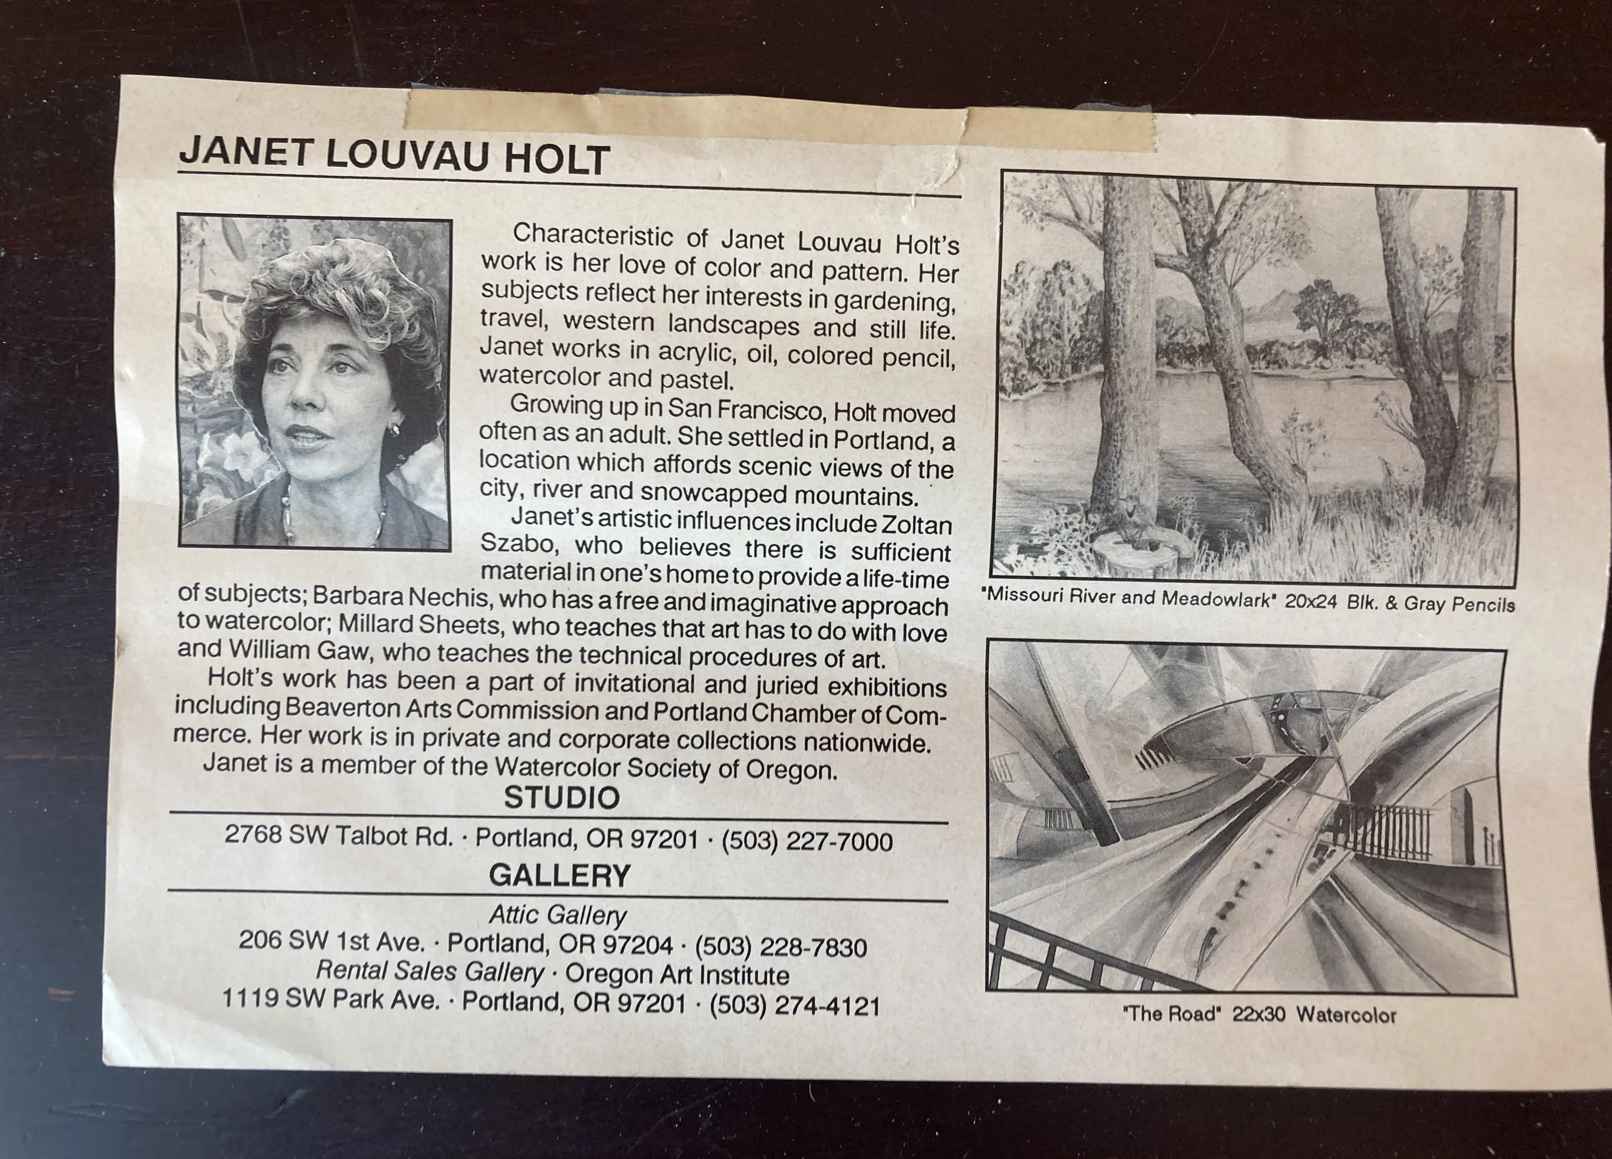 JANET LOUVAU HOLT
Characteristic of Janet Louvau Holt's
work is her love of color and pattern. Her
subjects reflect her interests in gardening,
travel, western landscapes and still life.
Janet works in acrylic, oil, colored pencil,
watercolor and pastel.
Growing up in San Francisco, Holt moved
often as an adult. She settled in Portland, a
location which affords scenic views of the
city, river and snowcapped mountains.
Janet's artistic influences include Zoltan
Szabo, who believes there is sufficient
material in one's home to provide a life-time
of subjects; Barbara Nechis, who has a free and imaginative approach
to watercolor; Millard Sheets, who teaches that art has to do with love
and William Gaw, who teaches the technical procedures of art.
Holt's work has been a part of invitational and juried exhibitions
including Beaverton Arts Commission and Portland Chamber of Com-
merce. Her work is in private and corporate collections nationwide.
Janet is a member of the Watercolor Society of Oregon.
STUDIO
2768 SW Talbot Rd. · Portland, OR 97201 · (503) 227-7000
GALLERY
Attic Gallery
206 SW 1st Ave. · Portland, OR 97204 · (503) 228-7830
Rental Sales Gallery · Oregon Art Institute
1119 SW Park Ave. · Portland, OR 97201 · (503) 274-4121
"Missouri River and Meadowlark" 20x24 Blk. & Gray Pencils
"The Road" 22x30 Watercolor